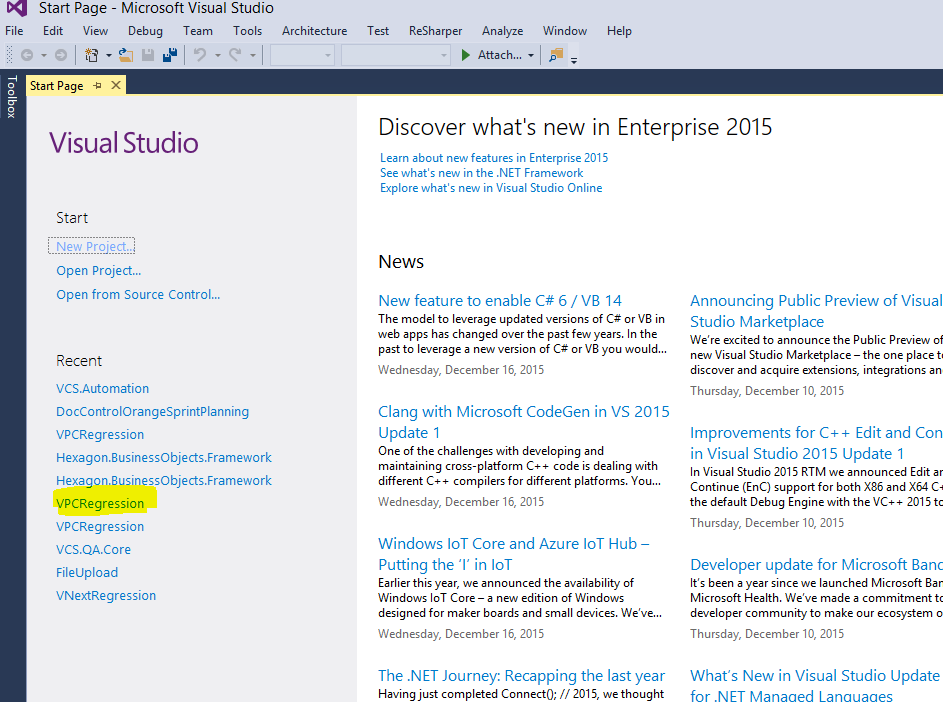 Start Page - Microsoft Visual Studio
File Edit View Debug Team Tools Architecture Test ReSharper Analyze Window Help
Attach...
Toolbox
Start Page
Visual Studio
Start
New Project...
Open Project...
Open from Source Control...
Recent
VCS.Automation
DocControlOrangeSprintPlanning
VPCRegression
Hexagon.BusinessObjects.Framework
Hexagon.BusinessObjects.Framework
VPCRegression
VPCRegression
VCS.QA.Core
FileUpload
VNextRegression
Discover what's new in Enterprise 2015
Learn about new features in Enterprise 2015
See what's new in the .NET Framework
Explore what's new in Visual Studio Online
News
New feature to enable C# 6 / VB 14
The model to leverage updated versions of C# or VB in
web apps has changed over the past few years. In the
past to leverage a new version of C# or VB you would...
Wednesday, December 16, 2015
Clang with Microsoft CodeGen in VS 2015
Update 1
One of the challenges with developing and
maintaining cross-platform C++ code is dealing with
different C++ compilers for different platforms. You...
Wednesday, December 16, 2015
Windows IoT Core and Azure IoT Hub –
Putting the ‘I’ in IoT
Earlier this year, we announced the availability of
Windows IoT Core – a new edition of Windows
designed for maker boards and small devices. We’ve...
Wednesday, December 16, 2015
The .NET Journey: Recapping the last year
Having just completed Connect(); // 2015, we thought
Announcing Public Preview of Visual
Studio Marketplace
We’re excited to announce the Public Preview of
new Visual Studio Marketplace – the one place to
discover and acquire extensions, integrations an
Thursday, December 10, 2015
Improvements for C++ Edit and Con
in Visual Studio 2015 Update 1
In Visual Studio 2015 RTM we announced Edit an
Continue (EnC) support for both X86 and X64 C+
the default Debug Engine with the VC++ 2015 to
Thursday, December 10, 2015
Developer update for Microsoft Band
It’s been a year since we launched Microsoft Ban
Microsoft Health. We’ve made a commitment to
developer community to make our ecosystem o
Thursday, December 10, 2015
What’s New in Visual Studio Update
for .NET Managed Languages